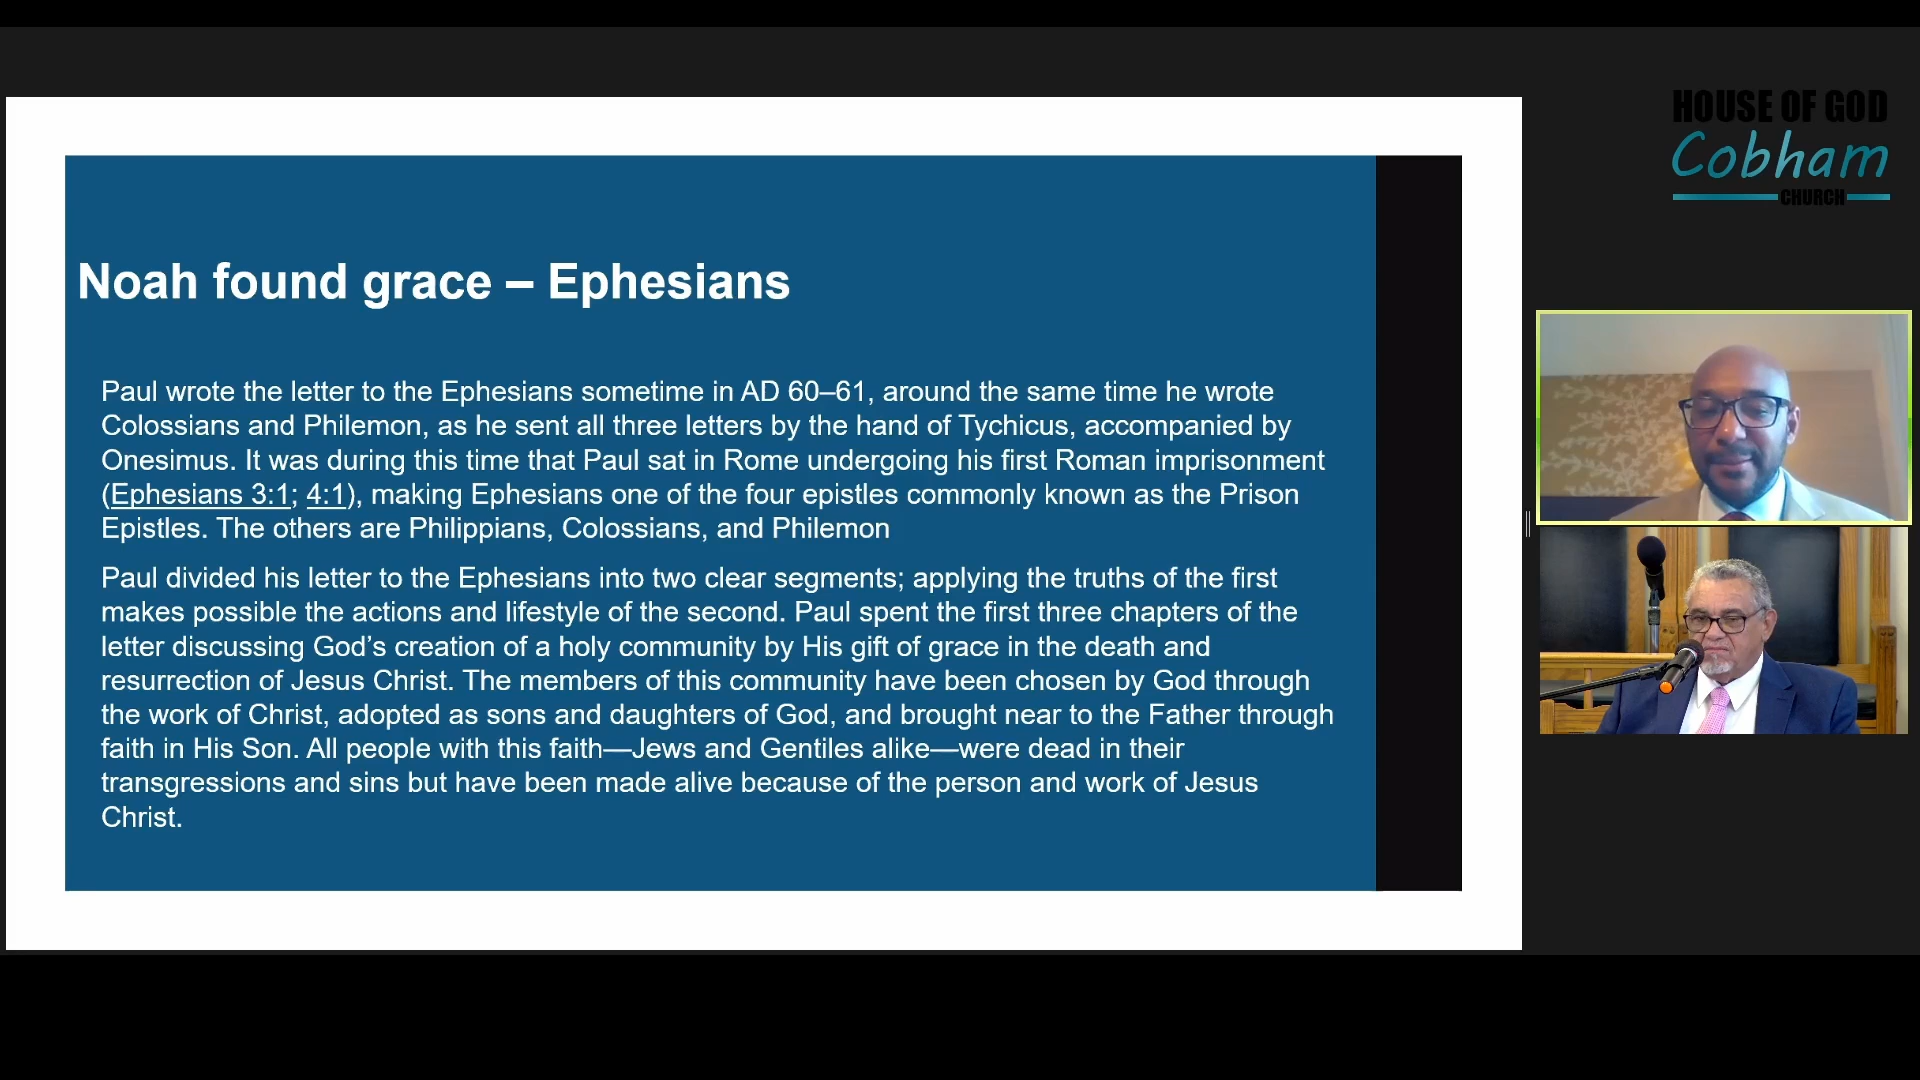 HOUSE OF GOD
Cobham
CHURCH
Noah found grace – Ephesians
Paul wrote the letter to the Ephesians sometime in AD 60–61, around the same time he wrote
Colossians and Philemon, as he sent all three letters by the hand of Tychicus, accompanied by
Onesimus. It was during this time that Paul sat in Rome undergoing his first Roman imprisonment
(Ephesians 3:1; 4:1), making Ephesians one of the four epistles commonly known as the Prison
Epistles. The others are Philippians, Colossians, and Philemon
Paul divided his letter to the Ephesians into two clear segments; applying the truths of the first
makes possible the actions and lifestyle of the second. Paul spent the first three chapters of the
letter discussing God’s creation of a holy community by His gift of grace in the death and
resurrection of Jesus Christ. The members of this community have been chosen by God through
the work of Christ, adopted as sons and daughters of God, and brought near to the Father through
faith in His Son. All people with this faith—Jews and Gentiles alike—were dead in their
transgressions and sins but have been made alive because of the person and work of Jesus
Christ.